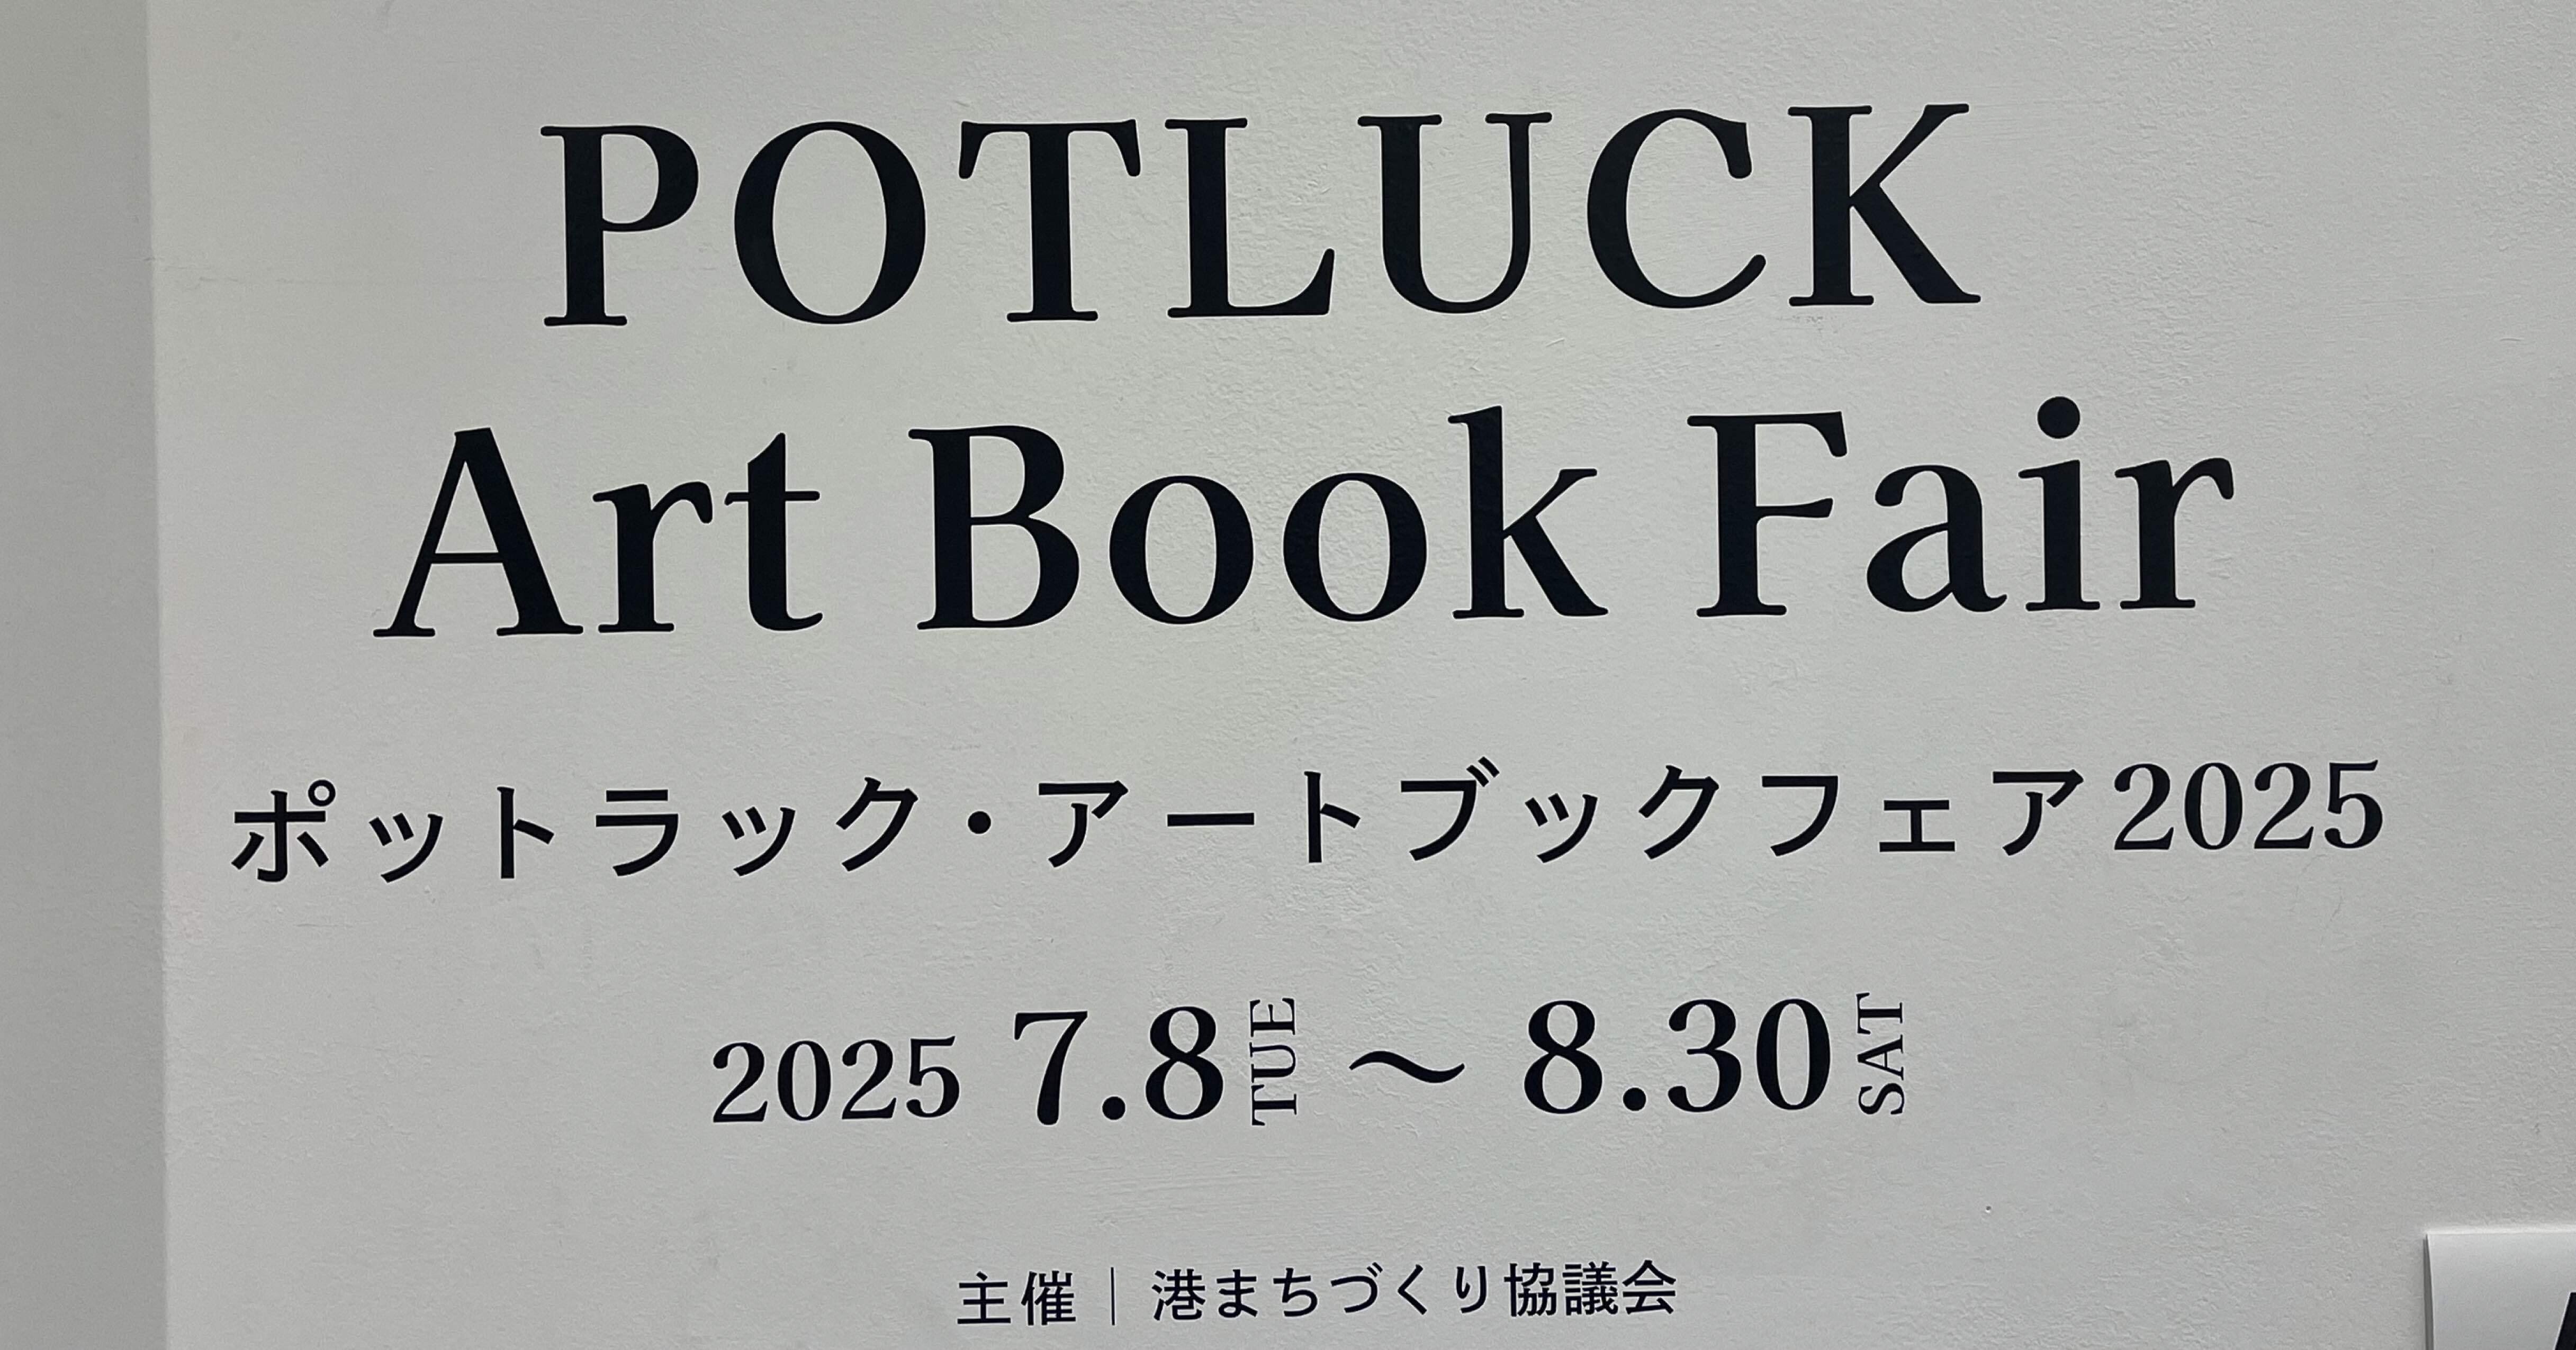 POTLUCK
Art Book Fair
ポットラック・アートブックフェア2025
2025 7.8 TUE 〜 8.30 SAT
主催｜港まちづくり協議会